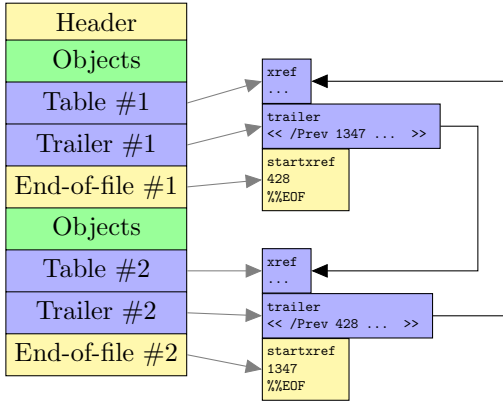 Header
Objects
Table #1
Trailer #1
End-of-file #1
Objects
Table #2
Trailer #2
End-of-file #2
xref
...
trailer
<< /Prev 1347 ... >>
startxref
428
%%EOF
xref
...
trailer
<< /Prev 428 ... >>
startxref
1347
%%EOF